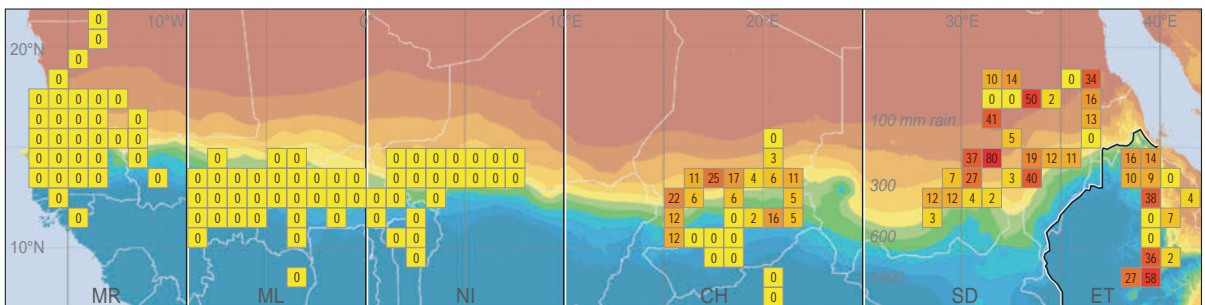 0 10°W 0° 10°E 20°E 30°E 40°E
20°N 0
0
0 10 14 0 34
0 0 0 0 0 0 0 50 2 16
0 0 0 0 0 100 mm rain 41 13
0 0 0 0 0 0 0 5 0
0 0 0 0 0 0 0 0 0 0 0 0 0 0 0 3 37 80 19 12 11 16 14
0 0 0 0 0 0 0 0 0 0 0 0 0 0 0 0 0 0 0 0 0 11 25 17 4 6 11 300 7 27 3 40 10 9 0
0 0 0 0 0 0 0 0 0 0 0 0 0 0 22 6 6 5 12 12 4 2 38 4
0 0 0 0 0 0 0 0 0 12 0 2 16 5 3 0 7
10°N 0 0 0 0 12 0 0 0 600 0
0 0 0 36 2
0 0 1000 27 58
MR ML NI CH 0 SD ET